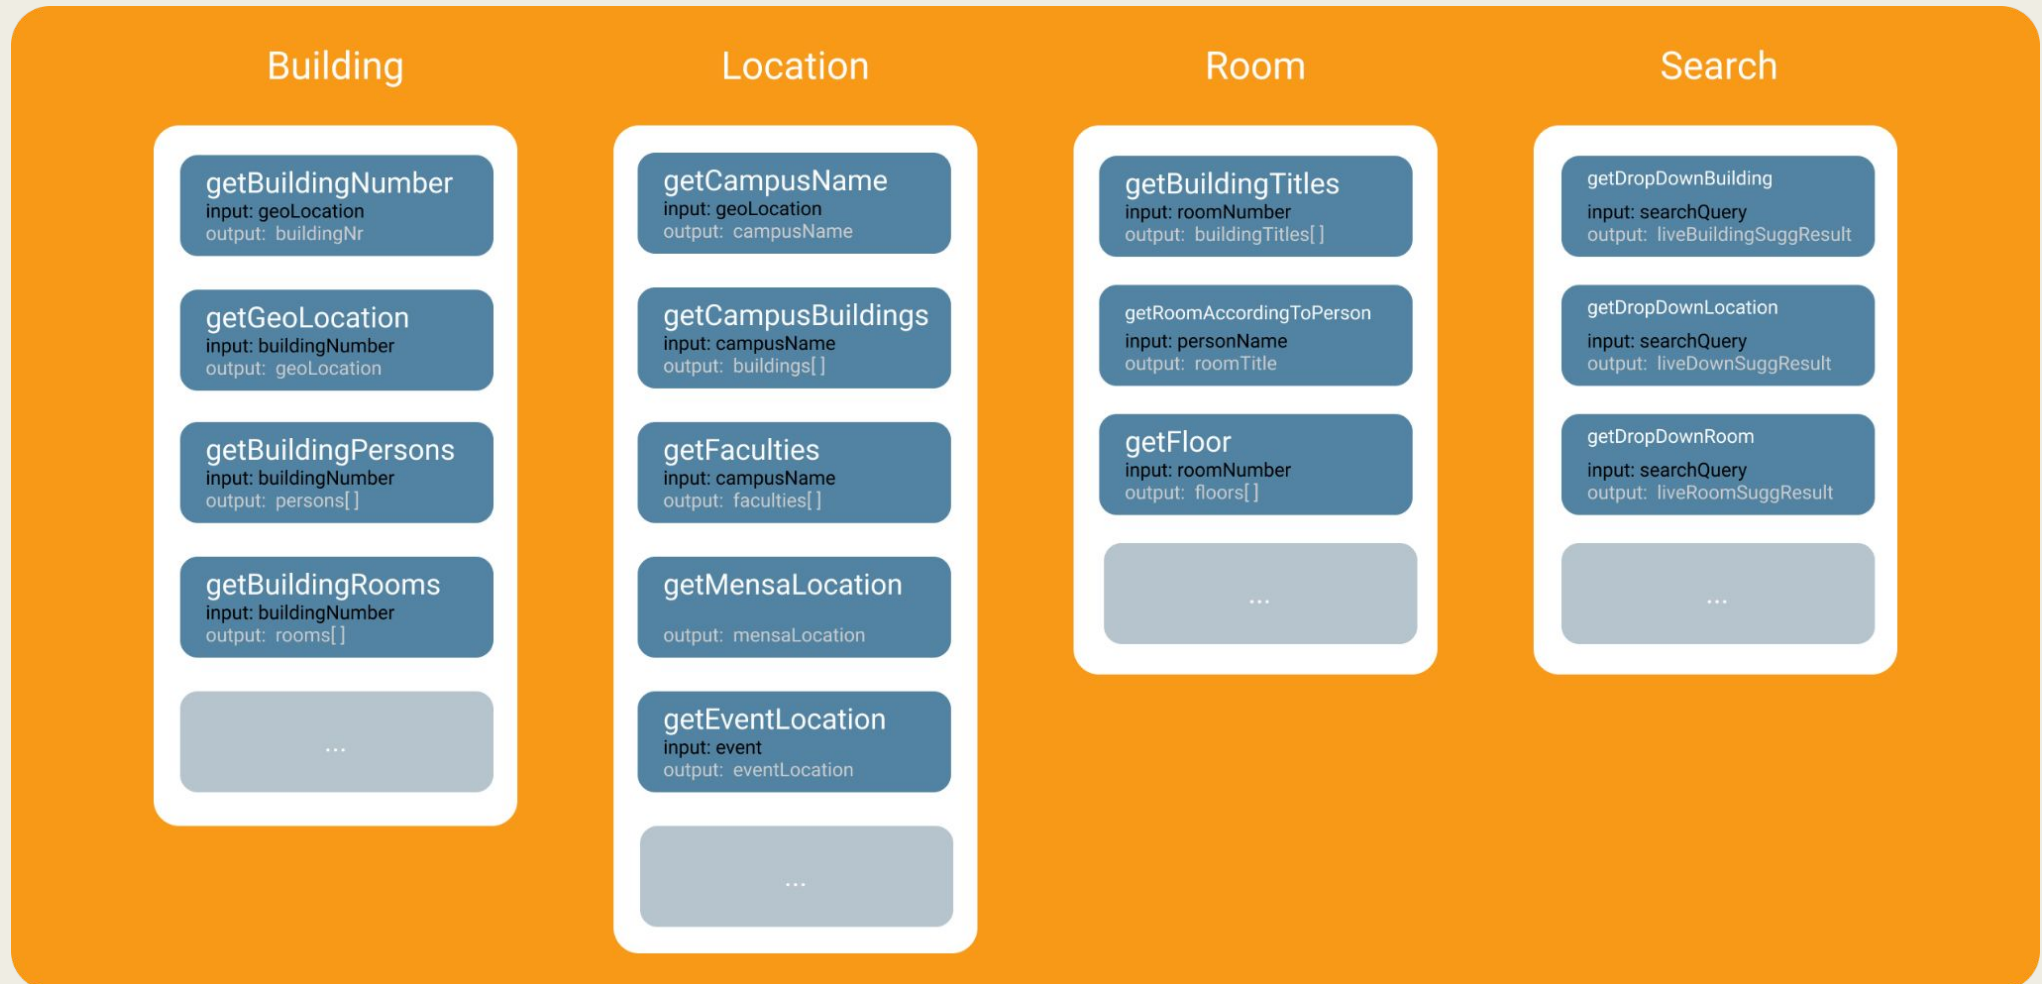 Building
getBuildingNumber
input: geoLocation
output: buildingNr
getGeoLocation
input: buildingNumber
output: geoLocation
getBuildingPersons
input: buildingNumber
output: persons[ ]
getBuildingRooms
input: buildingNumber
output: rooms[ ]
...
Location
getCampusName
input: geoLocation
output: campusName
getCampusBuildings
input: campusName
output: buildings[ ]
getFaculties
input: campusName
output: faculties[ ]
getMensaLocation
output: mensaLocation
getEventLocation
input: event
output: eventLocation
...
Room
getBuildingTitles
input: roomNumber
output: buildingTitles[ ]
getRoomAccordingToPerson
input: personName
output: roomTitle
getFloor
input: roomNumber
output: floors[ ]
...
Search
getDropDownBuilding
input: searchQuery
output: liveBuildingSuggResult
getDropDownLocation
input: searchQuery
output: liveDownSuggResult
getDropDownRoom
input: searchQuery
output: liveRoomSuggResult
...